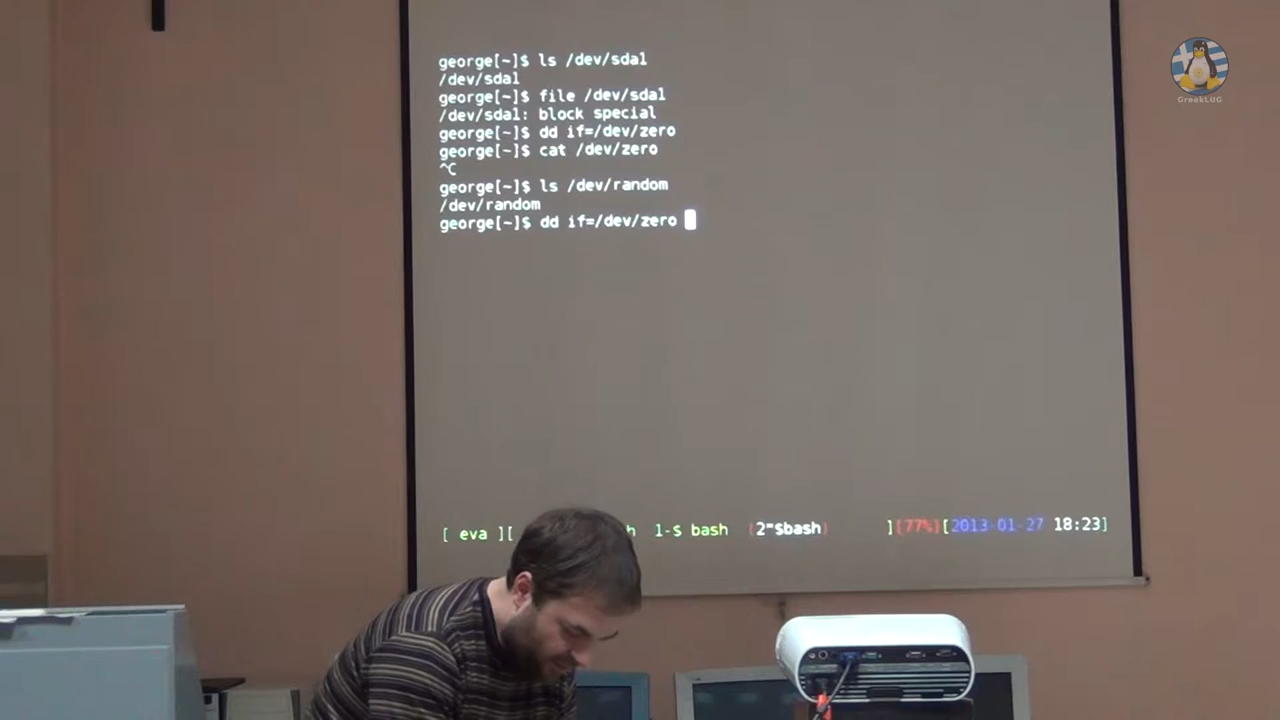 george[~]$ ls /dev/sda1
/dev/sda1
george[~]$ file /dev/sda1
/dev/sda1: block special
george[~]$ dd if=/dev/zero
george[~]$ cat /dev/zero
^C
george[~]$ ls /dev/random
/dev/random
george[~]$ dd if=/dev/zero
[ eva ][ h 1-$ bash (2*$bash) ][77%][2013-01-27 18:23]
GreekLUG